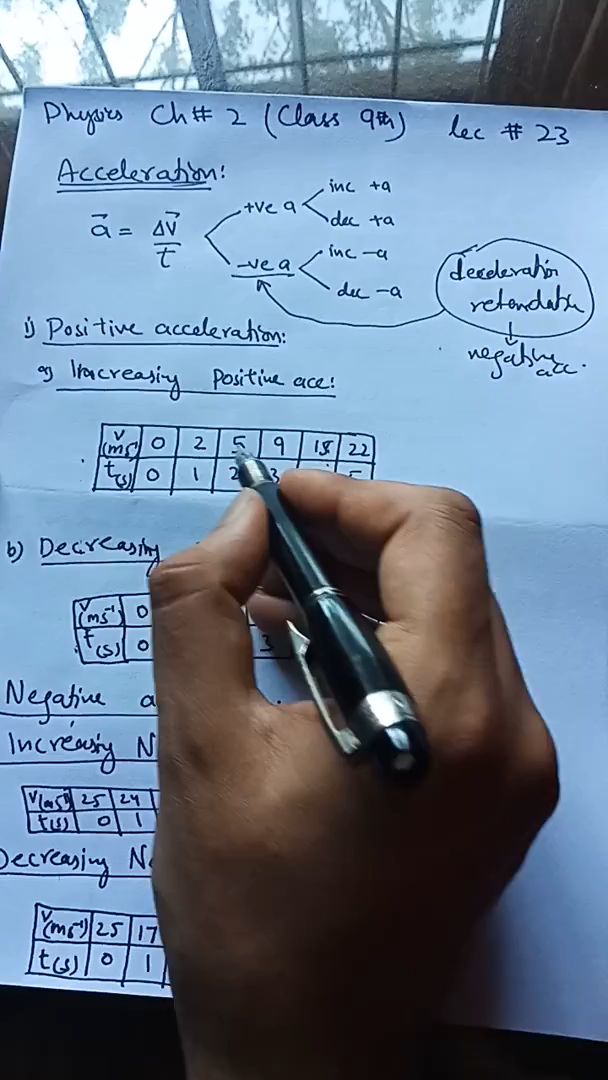 Physics Ch# 2 (Class 9th) lec # 23
Acceleration:
a = ΔV/t
+ve a
inc +a
dec +a
-ve a
inc -a
dec -a
deceleration
negative acc.
i) Positive acceleration:
a) Increasing Positive acc:
V (ms⁻¹) 0 2 5 9 22
t(s) 0 1 2 3 5
b) Decreasing
V (ms⁻¹) 0
t(s) 0 3
Negative a
Increasing N
V(ms⁻¹) 25 24
t(s) 0 1
Decreasing N
V(ms⁻¹) 25 17
t(s) 0 1